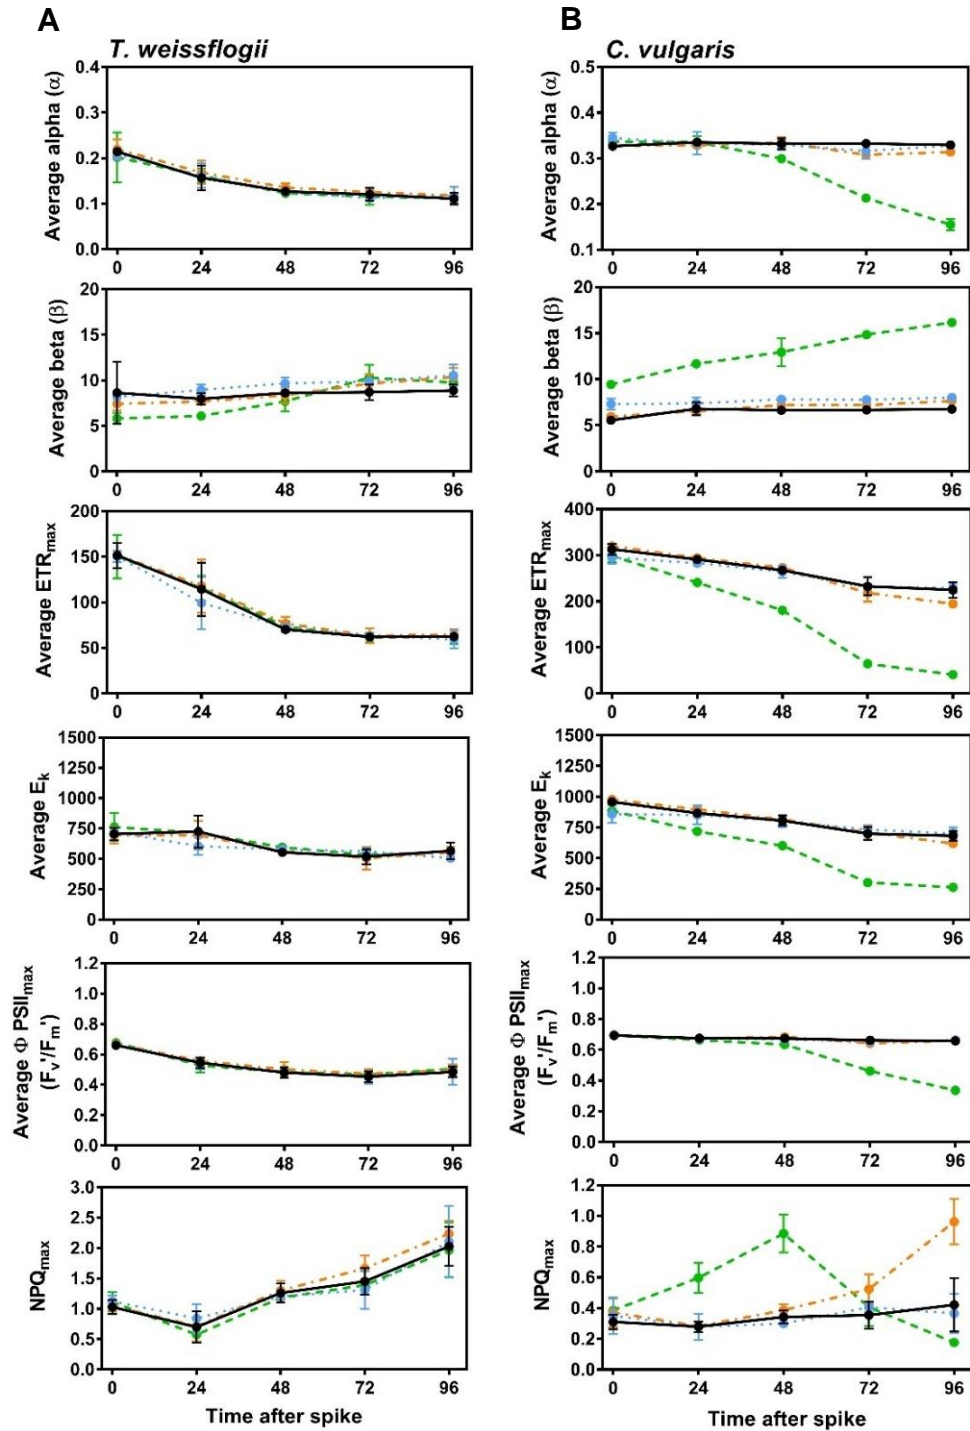 A
B
T. weissflogii
C. vulgaris
Average alpha (α)
0.4
0.3
0.2
0.1
0.0
0 24 48 72 96
Average alpha (α)
0.5
0.4
0.3
0.2
0.1
0 24 48 72 96
Average beta (β)
20
15
10
5
0
0 24 48 72 96
Average beta (β)
20
15
10
5
0
0 24 48 72 96
Average ETRmax
200
150
100
50
0
0 24 48 72 96
Average ETRmax
400
300
200
100
0
0 24 48 72 96
Average Ek
1500
1250
1000
750
500
250
0
0 24 48 72 96
Average Ek
1500
1250
1000
750
500
250
0
0 24 48 72 96
Average Φ PSIImax
(Fv'/Fm')
1.2
1.0
0.8
0.6
0.4
0.2
0.0
0 24 48 72 96
Average Φ PSIImax
(Fv'/Fm')
1.2
1.0
0.8
0.6
0.4
0.2
0.0
0 24 48 72 96
NPQmax
3.0
2.5
2.0
1.5
1.0
0.5
0.0
0 24 48 72 96
Time after spike
NPQmax
1.2
1.0
0.8
0.6
0.4
0.2
0.0
0 24 48 72 96
Time after spike